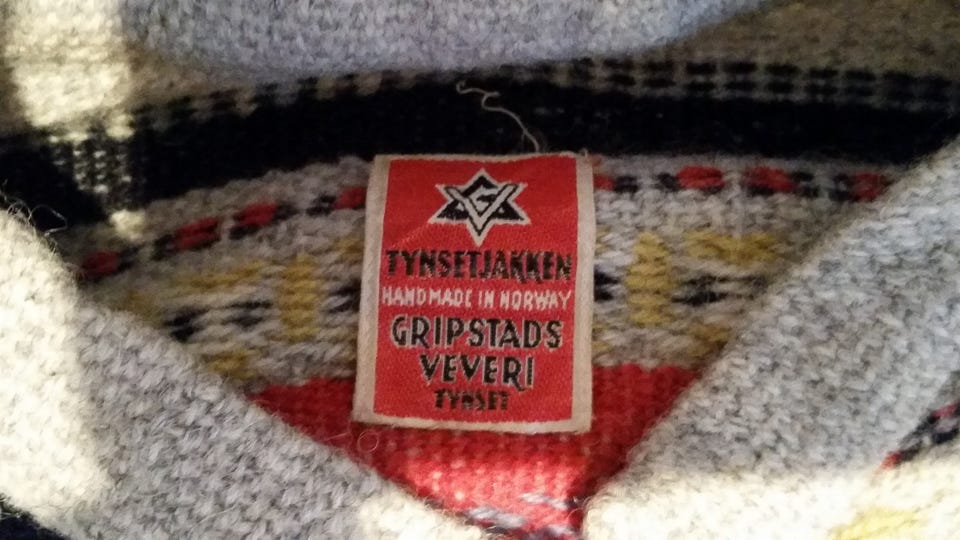 G
TYNSETJAKKEN
HANDMADE IN NORWAY
GRIPSTADS
VEVERI
TYNSET